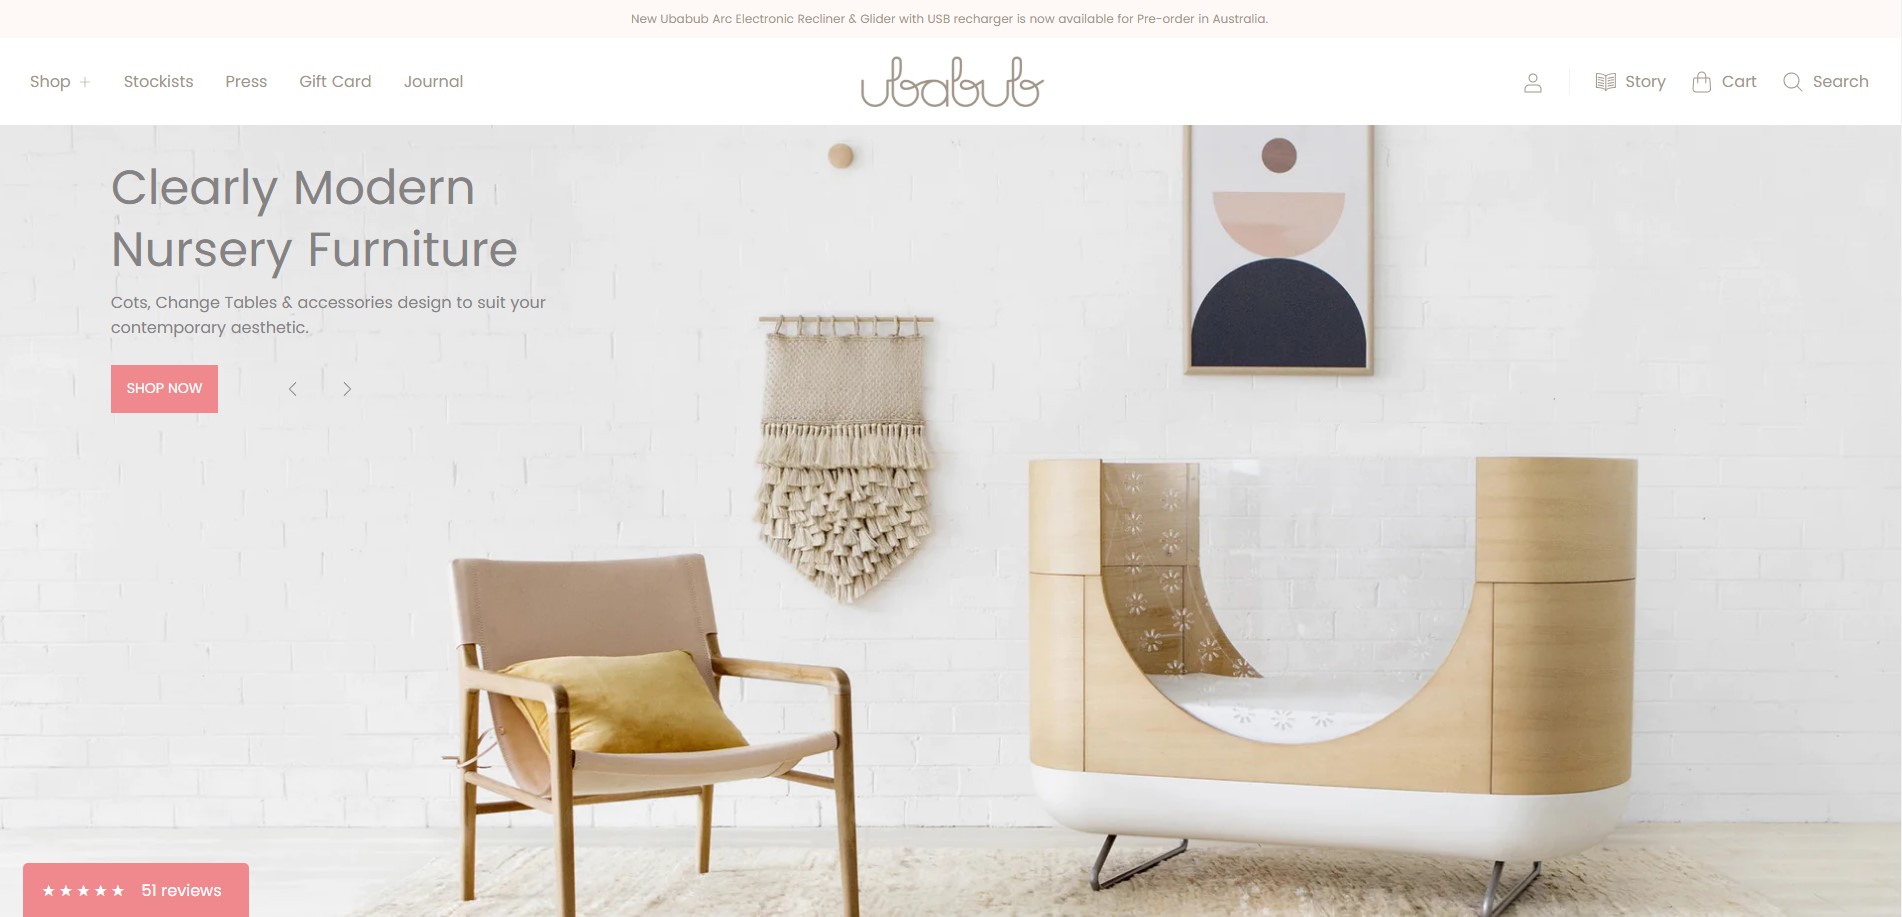 New Ubabub Arc Electronic Recliner & Glider with USB recharger is now available for Pre-order in Australia.
Shop + Stockists Press Gift Card Journal
ubabub
Story Cart Search
Clearly Modern
Nursery Furniture
Cots, Change Tables & accessories design to suit your
contemporary aesthetic.
SHOP NOW
★★★★★ 51 reviews